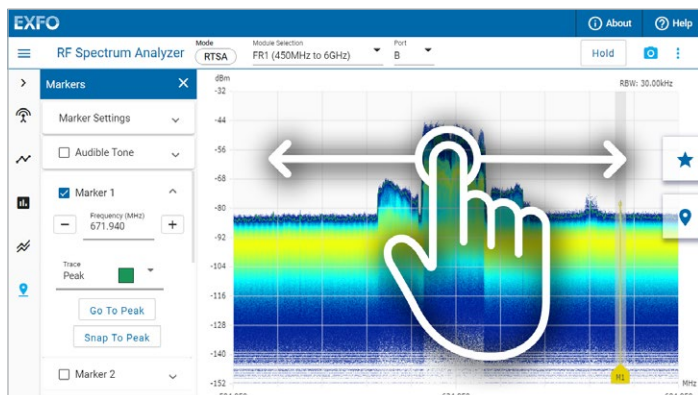 EXFO
About
Help
RF Spectrum Analyzer
Mode
RTSA
Module Selection
FR1 (450MHz to 6GHz)
Port
B
Hold
Markers
Marker Settings
Audible Tone
Marker 1
Frequency (MHz)
671.940
Trace
Peak
Go To Peak
Snap To Peak
Marker 2
dBm
RBW: 30.00kHz
-32
-44
-56
-68
-80
-92
-104
-116
-128
-140
-152
M1
MHz